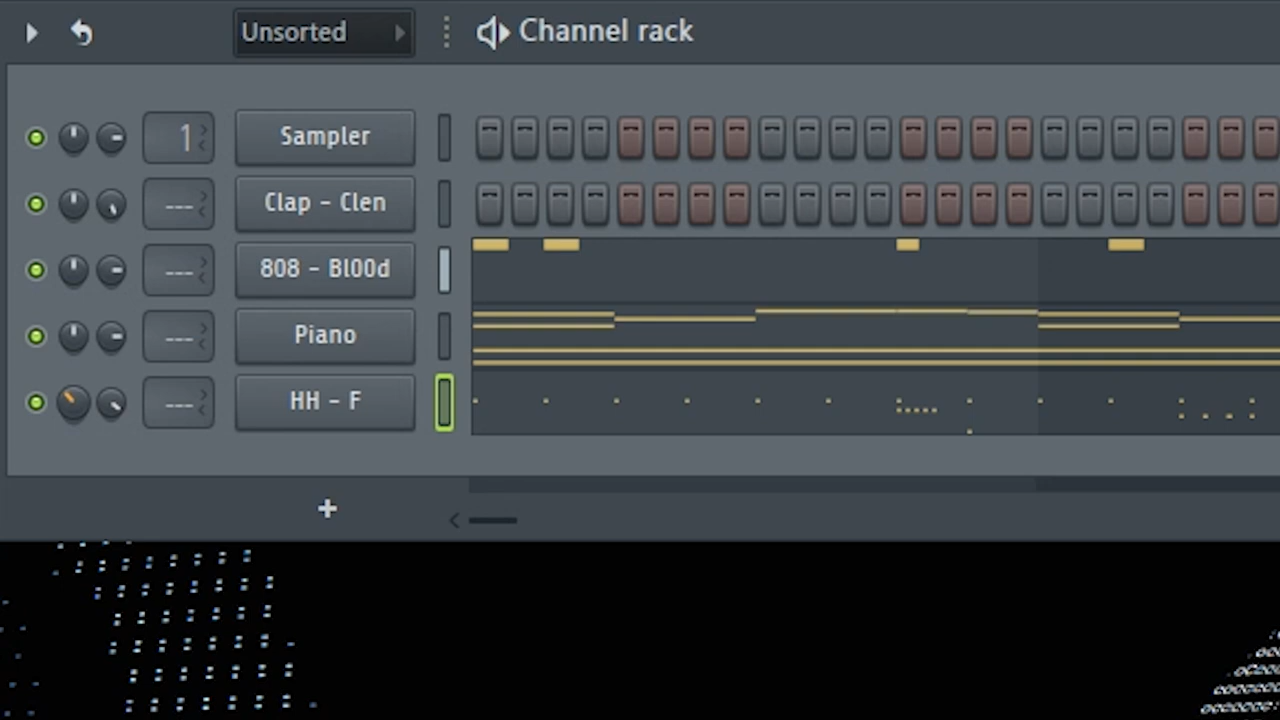 Unsorted
Channel rack
1 Sampler
--- Clap - Clen
--- 808 - Bl00d
--- Piano
--- HH - F
+